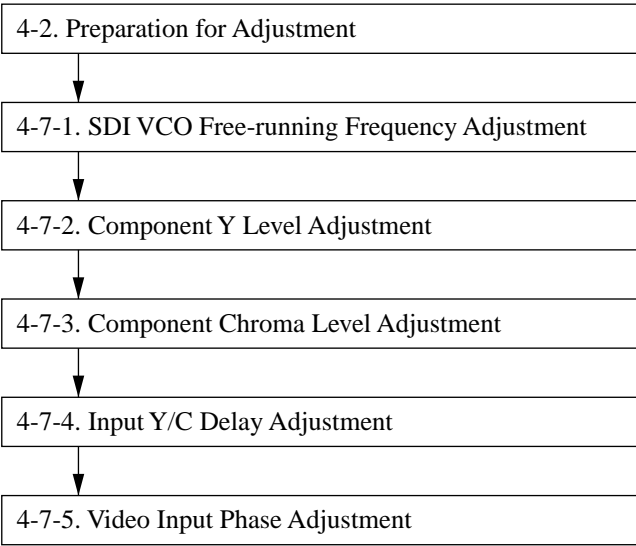 4-2. Preparation for Adjustment
4-7-1. SDI VCO Free-running Frequency Adjustment
4-7-2. Component Y Level Adjustment
4-7-3. Component Chroma Level Adjustment
4-7-4. Input Y/C Delay Adjustment
4-7-5. Video Input Phase Adjustment